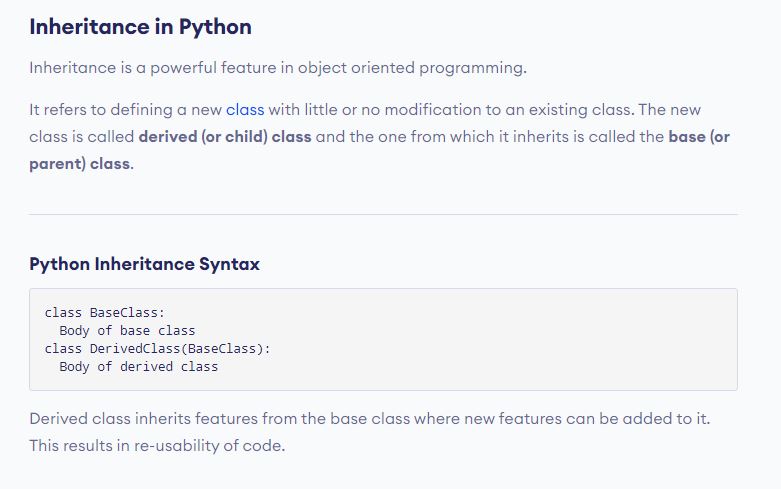 Inheritance in Python
Inheritance is a powerful feature in object oriented programming.
It refers to defining a new class with little or no modification to an existing class. The new
class is called derived (or child) class and the one from which it inherits is called the base (or
parent) class.
Python Inheritance Syntax
class BaseClass:
  Body of base class
class DerivedClass(BaseClass):
  Body of derived class
Derived class inherits features from the base class where new features can be added to it.
This results in re-usability of code.